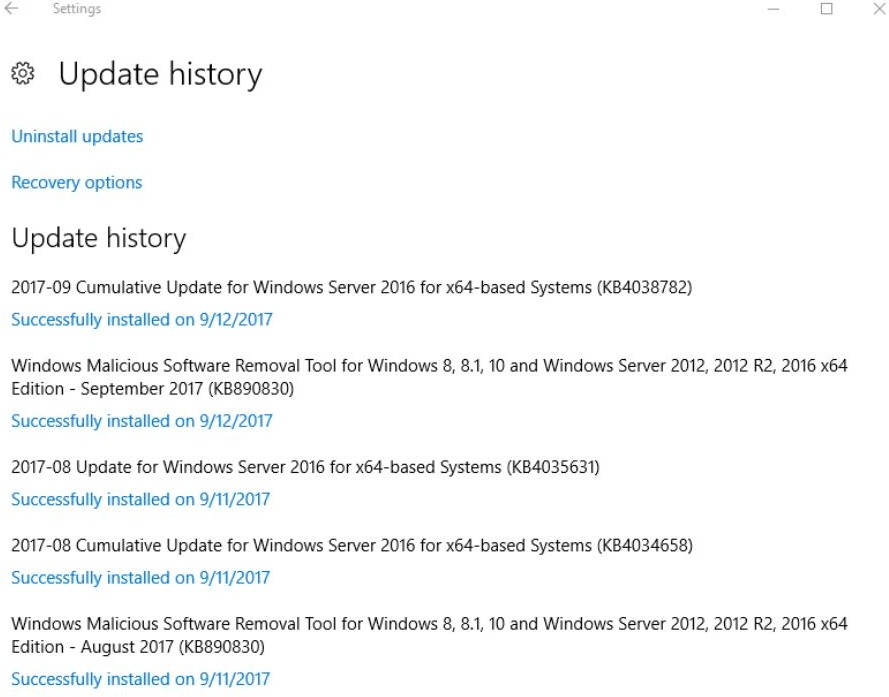 Settings
Update history
Uninstall updates
Recovery options
Update history
2017-09 Cumulative Update for Windows Server 2016 for x64-based Systems (KB4038782)
Successfully installed on 9/12/2017
Windows Malicious Software Removal Tool for Windows 8, 8.1, 10 and Windows Server 2012, 2012 R2, 2016 x64
Edition - September 2017 (KB890830)
Successfully installed on 9/12/2017
2017-08 Update for Windows Server 2016 for x64-based Systems (KB4035631)
Successfully installed on 9/11/2017
2017-08 Cumulative Update for Windows Server 2016 for x64-based Systems (KB4034658)
Successfully installed on 9/11/2017
Windows Malicious Software Removal Tool for Windows 8, 8.1, 10 and Windows Server 2012, 2012 R2, 2016 x64
Edition - August 2017 (KB890830)
Successfully installed on 9/11/2017